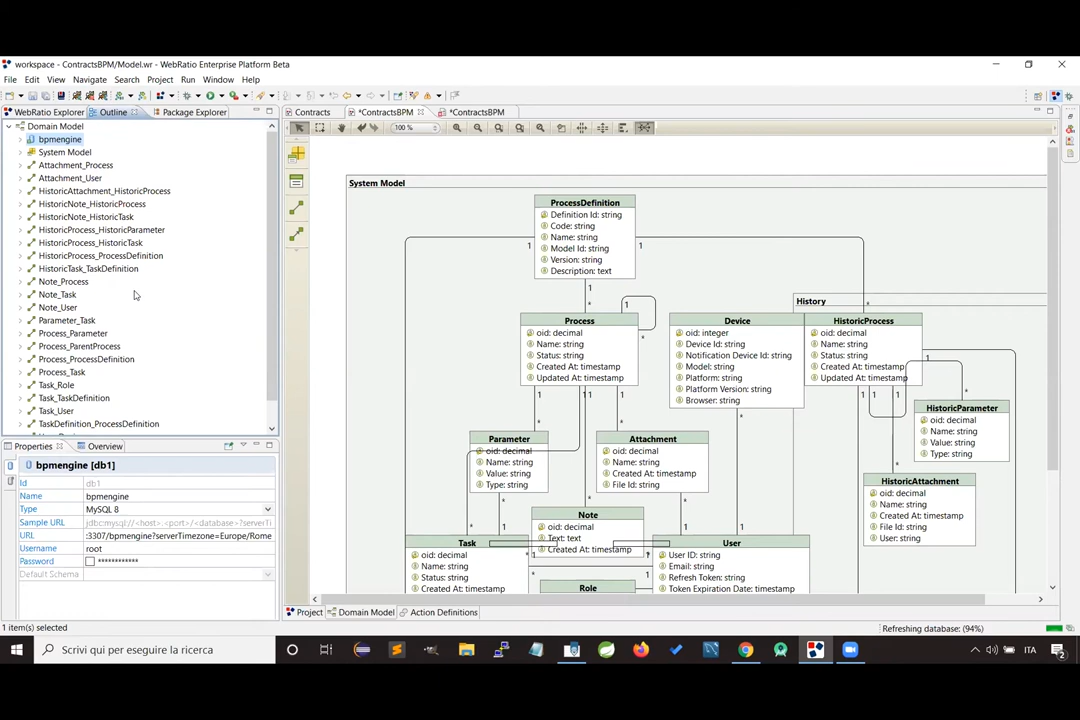 workspace - ContractsBPM/Model.wr - WebRatio Enterprise Platform Beta
File Edit View Navigate Search Project Run Window Help
WebRatio Explorer Outline Package Explorer
Domain Model
bpmengine
System Model
Attachment_Process
Attachment_User
HistoricAttachment_HistoricProcess
HistoricNote_HistoricProcess
HistoricNote_HistoricTask
HistoricProcess_HistoricParameter
HistoricProcess_HistoricTask
HistoricProcess_ProcessDefinition
HistoricTask_TaskDefinition
Note_Process
Note_Task
Note_User
Parameter_Task
Process_Parameter
Process_ParentProcess
Process_ProcessDefinition
Process_Task
Task_Role
Task_TaskDefinition
Task_User
TaskDefinition_ProcessDefinition
Properties Overview
bpmengine [db1]
Id db1
Name bpmengine
Type MySQL 8
Sample URL jdbc:mysql://<host>.<port>/<database>?serverTi
URL :3307/bpmengine?serverTimezone=Europe/Rome
Username root
Password ************
Default Schema
1 item(s) selected
Contracts *ContractsBPM *ContractsBPM
100 %
System Model
ProcessDefinition
Definition Id: string
Code: string
Name: string
Model Id: string
Version: string
Description: text
1
1
1
*
1
*
*
Process
oid: decimal
Name: string
Status: string
Created At: timestamp
Updated At: timestamp
Device
oid: integer
Device Id: string
Notification Device Id: string
Model: string
Platform: string
Platform Version: string
Browser: string
History
HistoricProcess
oid: decimal
Name: string
Status: string
Created At: timestamp
Updated At: timestamp
HistoricParameter
oid: decimal
Name: string
Value: string
Type: string
HistoricAttachment
oid: decimal
Name: string
Created At: timestamp
File Id: string
User: string
Parameter
oid: decimal
Name: string
Value: string
Type: string
Attachment
oid: decimal
Name: string
Created At: timestamp
File Id: string
Note
oid: decimal
Text: text
Created At: timestamp
Task
oid: decimal
Name: string
Status: string
Created At: timestamp
User
User ID: string
Email: string
Refresh Token: string
Token Expiration Date: timestamp
Role
Project Domain Model Action Definitions
Refreshing database: (94%)
Scrivi qui per eseguire la ricerca
ITA
2